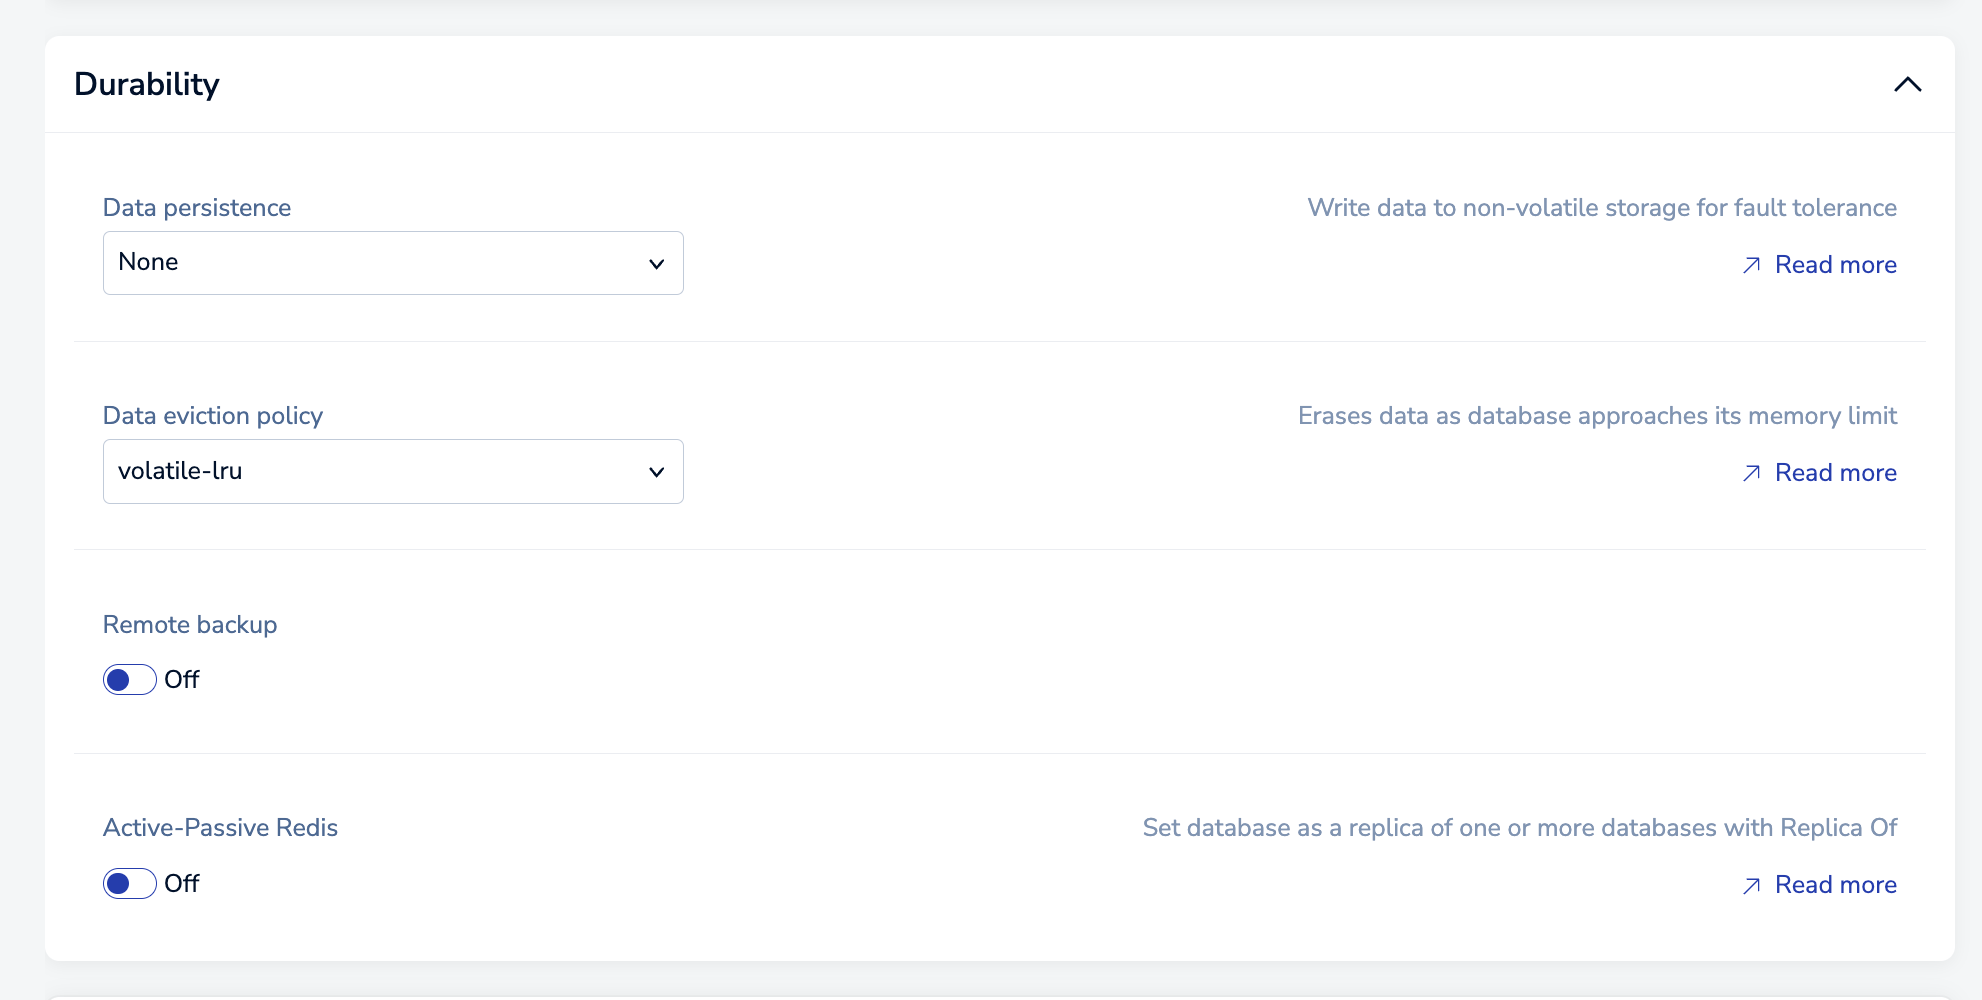 Durability
Data persistence
Write data to non-volatile storage for fault tolerance
None
Read more
Data eviction policy
Erases data as database approaches its memory limit
volatile-lru
Read more
Remote backup
Off
Active-Passive Redis
Set database as a replica of one or more databases with Replica Of
Off
Read more